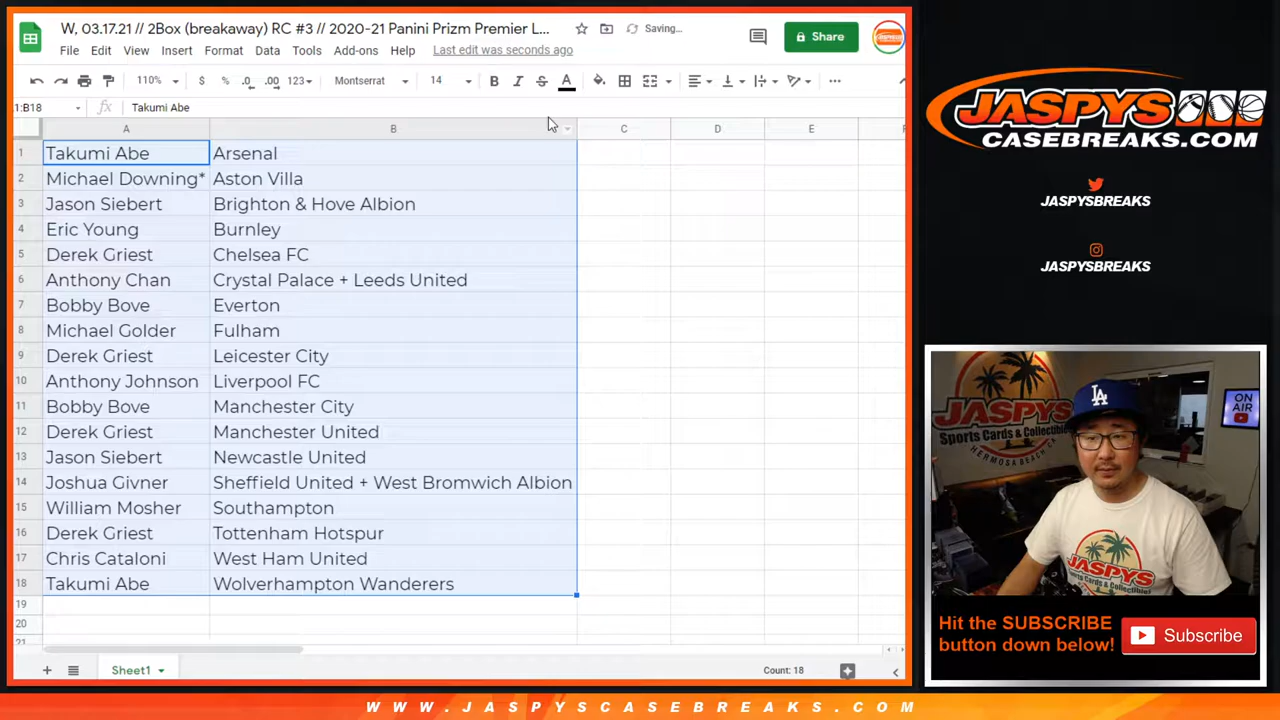 W, 03.17.21 // 2Box (breakaway) RC #3 // 2020-21 Panini Prizm Premier L...
Saving...
Share
File Edit View Insert Format Data Tools Add-ons Help Last edit was seconds ago
110% $ % .0 .00 123 Montserrat 14 B I S A
1:B18 fx Takumi Abe
A B C D E
1 Takumi Abe Arsenal
2 Michael Downing* Aston Villa
3 Jason Siebert Brighton & Hove Albion
4 Eric Young Burnley
5 Derek Griest Chelsea FC
6 Anthony Chan Crystal Palace + Leeds United
7 Bobby Bove Everton
8 Michael Golder Fulham
9 Derek Griest Leicester City
10 Anthony Johnson Liverpool FC
11 Bobby Bove Manchester City
12 Derek Griest Manchester United
13 Jason Siebert Newcastle United
14 Joshua Givner Sheffield United + West Bromwich Albion
15 William Mosher Southampton
16 Derek Griest Tottenham Hotspur
17 Chris Cataloni West Ham United
18 Takumi Abe Wolverhampton Wanderers
19
20
21
Sheet1
Count: 18
JASPYS
CASEBREAKS.COM
JASPYSBREAKS
JASPYSBREAKS
JASPYS
Sports Cards & Collectibles
HERMOSA BEACH, CA
LA
ON
AIR
JASPYS
Hit the SUBSCRIBE
button down below!
Subscribe
WWW.JASPYSCASEBREAKS.COM